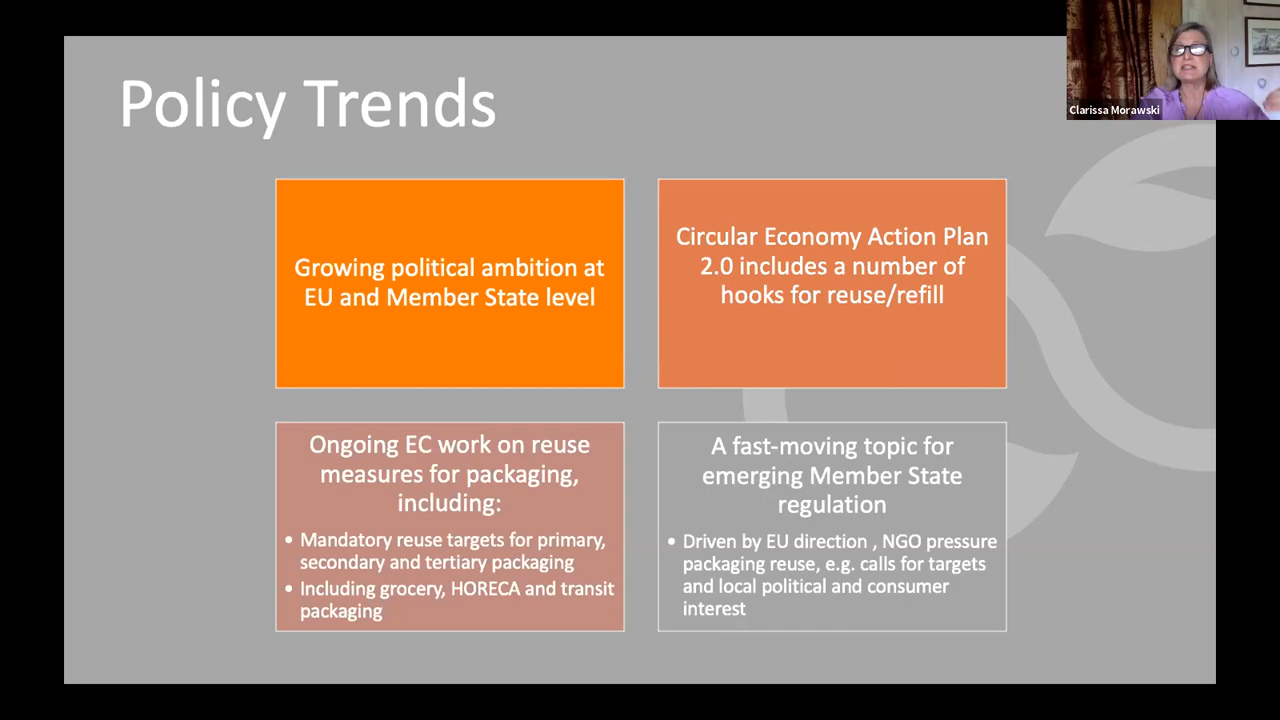 Policy Trends
Clarissa Morawski
Growing political ambition at
EU and Member State level
Circular Economy Action Plan
2.0 includes a number of
hooks for reuse/refill
Ongoing EC work on reuse
measures for packaging,
including:
• Mandatory reuse targets for primary,
secondary and tertiary packaging
• Including grocery, HORECA and transit
packaging
A fast-moving topic for
emerging Member State
regulation
• Driven by EU direction , NGO pressure
packaging reuse, e.g. calls for targets
and local political and consumer
interest